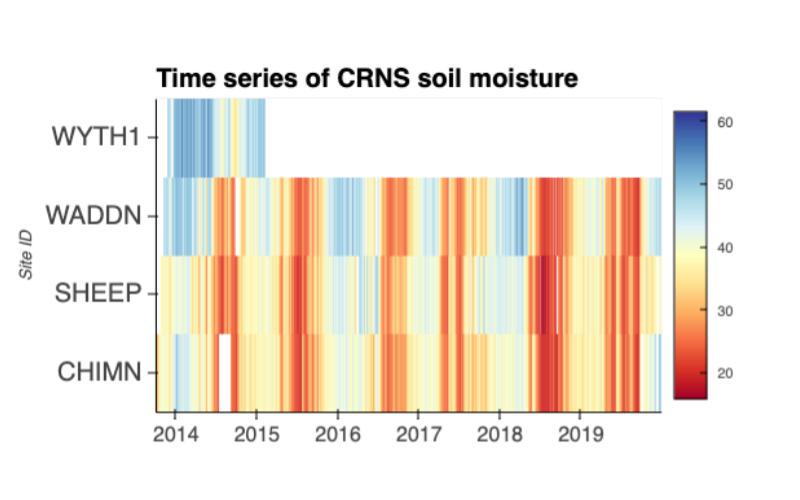 Time series of CRNS soil moisture
Site ID
WYTH1
WADDN
SHEEP
CHIMN
2014 2015 2016 2017 2018 2019
60
50
40
30
20